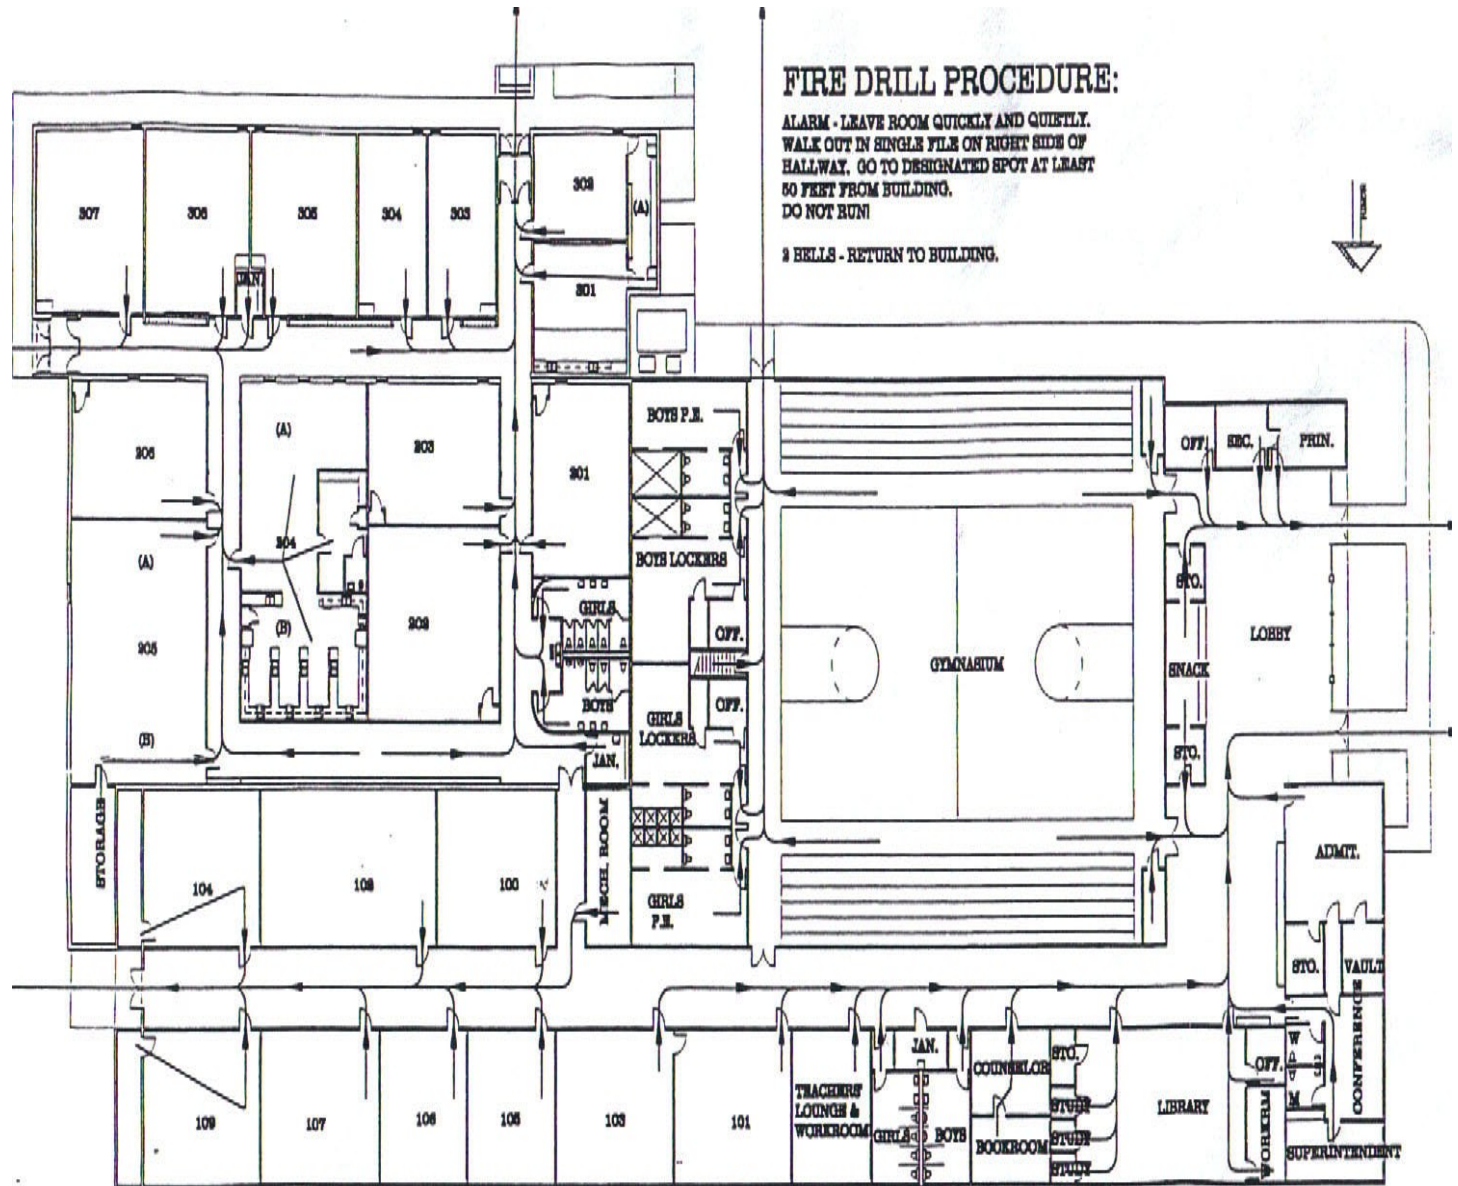 FIRE DRILL PROCEDURE:
ALARM - LEAVE ROOM QUICKLY AND QUIETLY.
WALK OUT IN SINGLE FILE ON RIGHT SIDE OF
HALLWAY. GO TO DESIGNATED SPOT AT LEAST
50 FEET FROM BUILDING.
DO NOT RUN!
2 BELLS - RETURN TO BUILDING.
307
306
305
304
303
302
(A)
JAN.
301
206
(A)
203
201
BOYS P.E.
OFF.
SEC.
PRIN.
(A)
204
BOYS LOCKERS
STO.
205
(B)
202
GIRLS
OFF.
GYMNASIUM
SNACK
LOBBY
BOYS
GIRLS
LOCKERS
OFF.
(B)
JAN.
STO.
STORAGE
104
102
100
MECH. ROOM
GIRLS
P.E.
ADMIT.
STO.
VAULT
CONFERENCE
W
M
OFF.
JAN.
COUNSELOR
STO.
109
107
106
105
103
101
TEACHERS'
LOUNGE &
WORKROOM
GIRLS
BOYS
BOOKROOM
STUDY
STUDY
STUDY
LIBRARY
WORKRM
SUPERINTENDENT